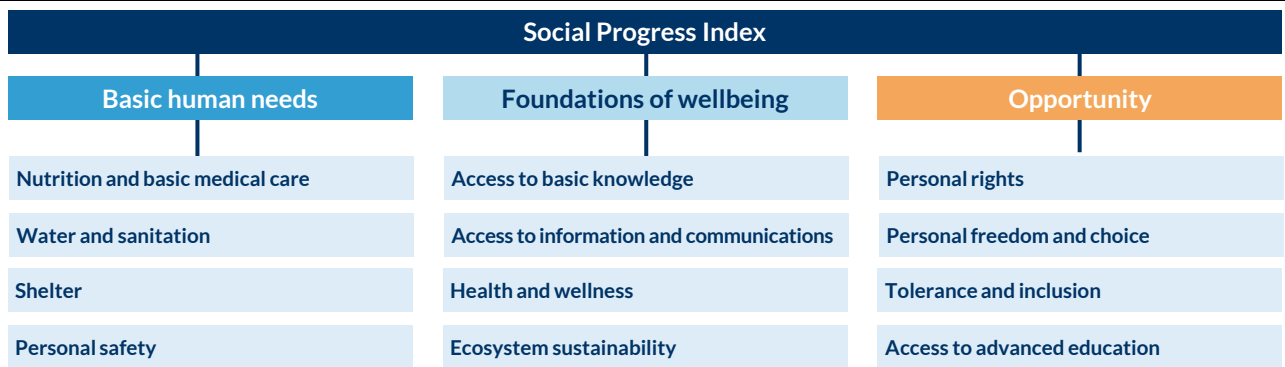 Social Progress Index
Basic human needs
Foundations of wellbeing
Opportunity
Nutrition and basic medical care
Access to basic knowledge
Personal rights
Water and sanitation
Access to information and communications
Personal freedom and choice
Shelter
Health and wellness
Tolerance and inclusion
Personal safety
Ecosystem sustainability
Access to advanced education